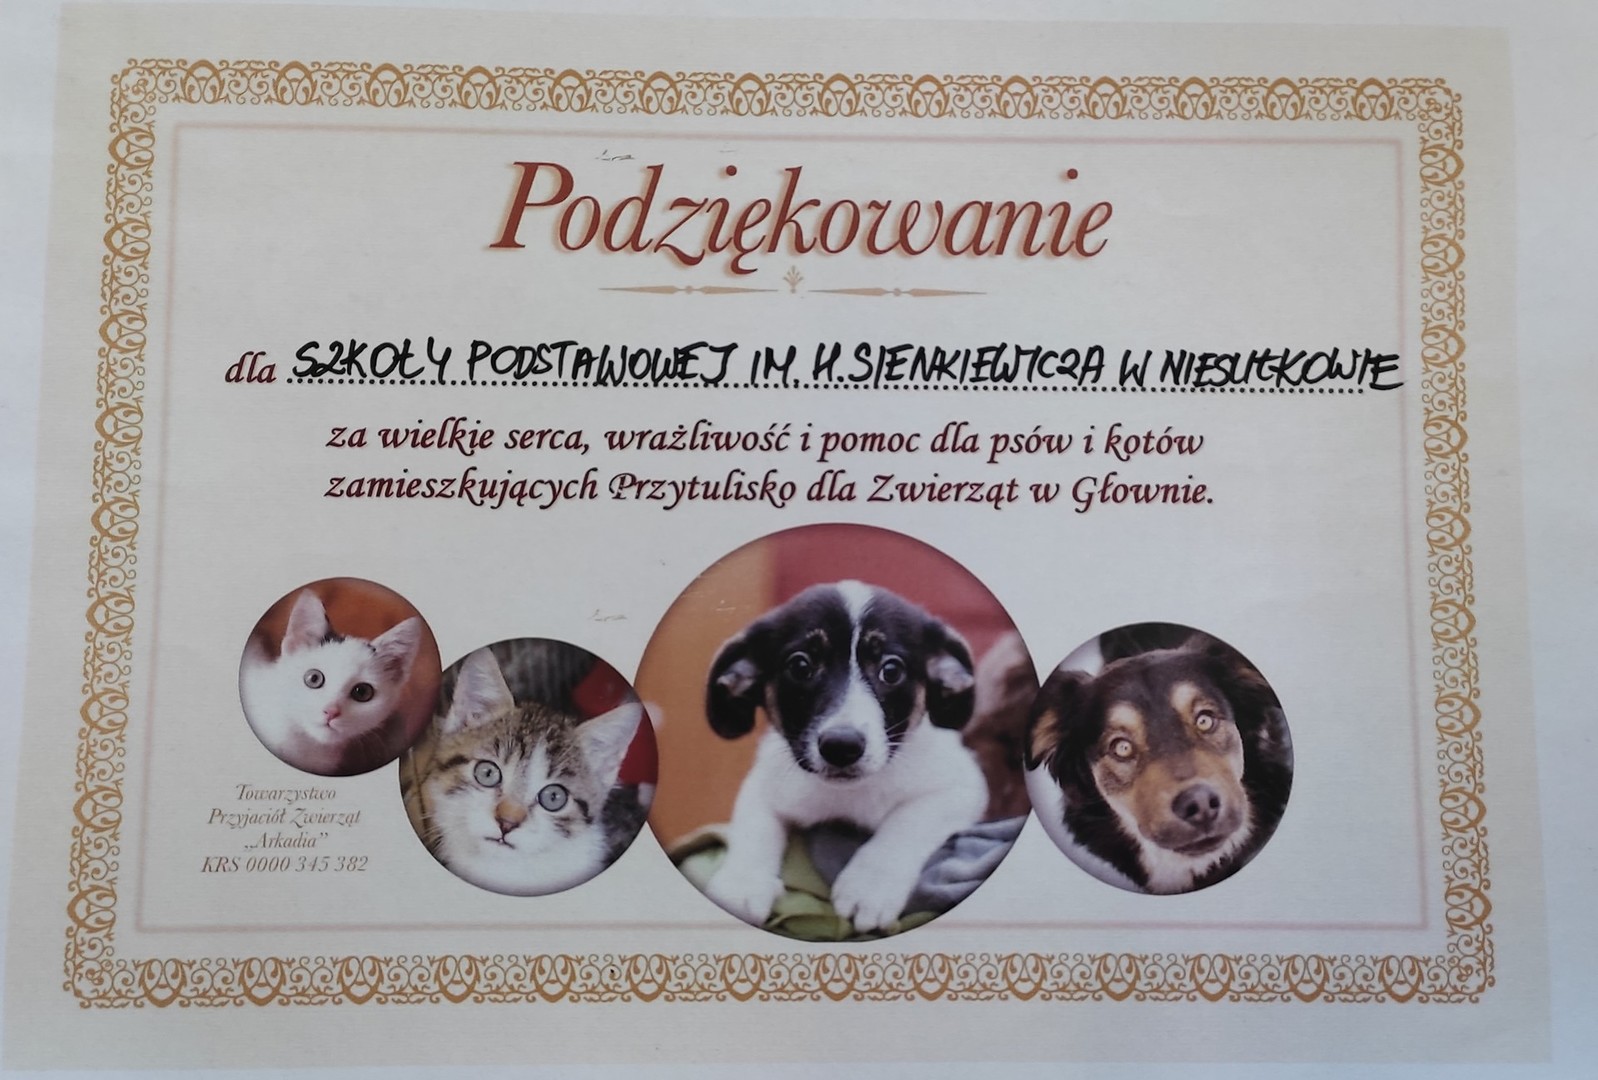 Podziękowanie
dla SZKOŁY PODSTAWOWEJ IM. H. SIENKIEWICZA W NIESUŁKOWIE
za wielkie serca, wrażliwość i pomoc dla psów i kotów
zamieszkujących Przytulisko dla Zwierząt w Głownie.
Towarzystwo
Przyjaciół Zwierząt
„Arkadia”
KRS 0000 345 382